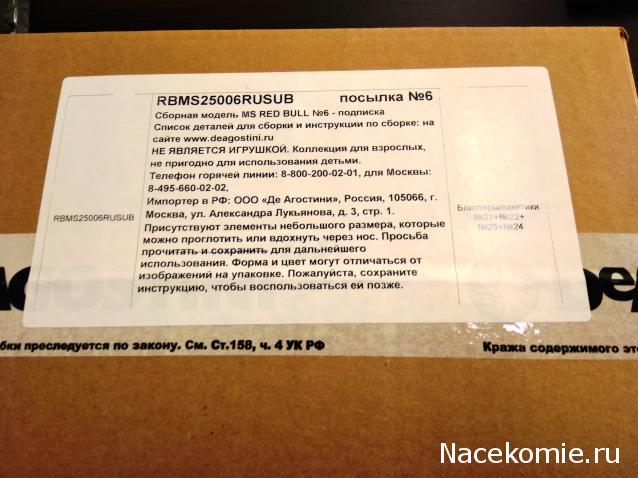 RBMS25006RUSUB посылка №6
Сборная модель MS RED BULL №6 - подписка
Список деталей для сборки и инструкции по сборке: на
сайте www.deagostini.ru
НЕ ЯВЛЯЕТСЯ ИГРУШКОЙ. Коллекция для взрослых,
не пригодно для использования детьми.
Телефон горячей линии: 8-800-200-02-01, для Москвы:
8-495-660-02-02,
Импортер в РФ: ООО «Де Агостини», Россия, 105066, г.
Москва, ул. Александра Лукьянова, д. 3, стр. 1.
Присутствуют элементы небольшого размера, которые
можно проглотить или вдохнуть через нос. Просьба
прочитать и сохранить для дальнейшего
использования. Форма и цвет могут отличаться от
изображений на упаковке. Пожалуйста, сохраните
инструкцию, чтобы воспользоваться ей позже.
RBMS25006RUSUB
Блистеры/пакетики
№21+№22+
№23+№24
бки преследуется по закону. См. Ст.158, ч. 4 УК РФ
Кража содержимого это
Nacekomie.ru